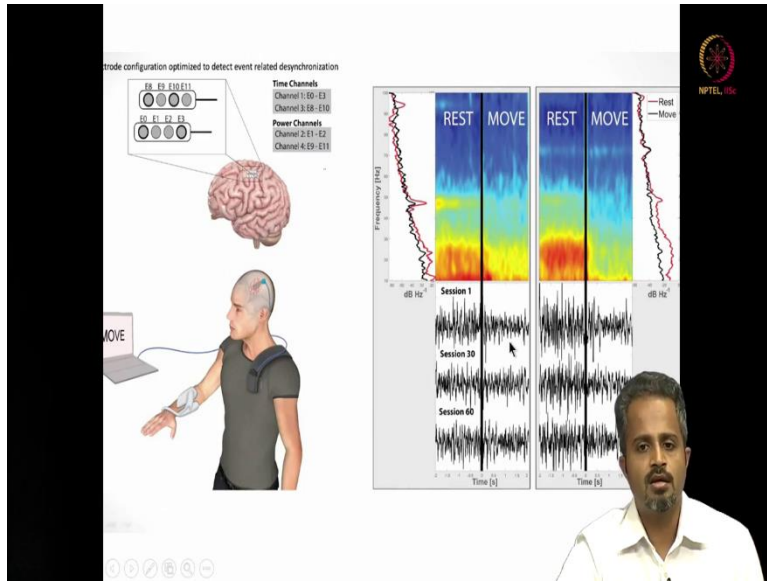 trode configuration optimized to detect event related desynchronization
E8 E9 E10 E11
E0 E1 E2 E3
Time Channels
Channel 1: E0 - E3
Channel 3: E8 - E10
Power Channels
Channel 2: E1 - E2
Channel 4: E9 - E11
MOVE
REST MOVE REST MOVE
Rest
Move
Frequency [Hz]
dB Hz
dB Hz
Session 1
Session 30
Session 60
Time [s]
Time [s]
NPTEL, IISc